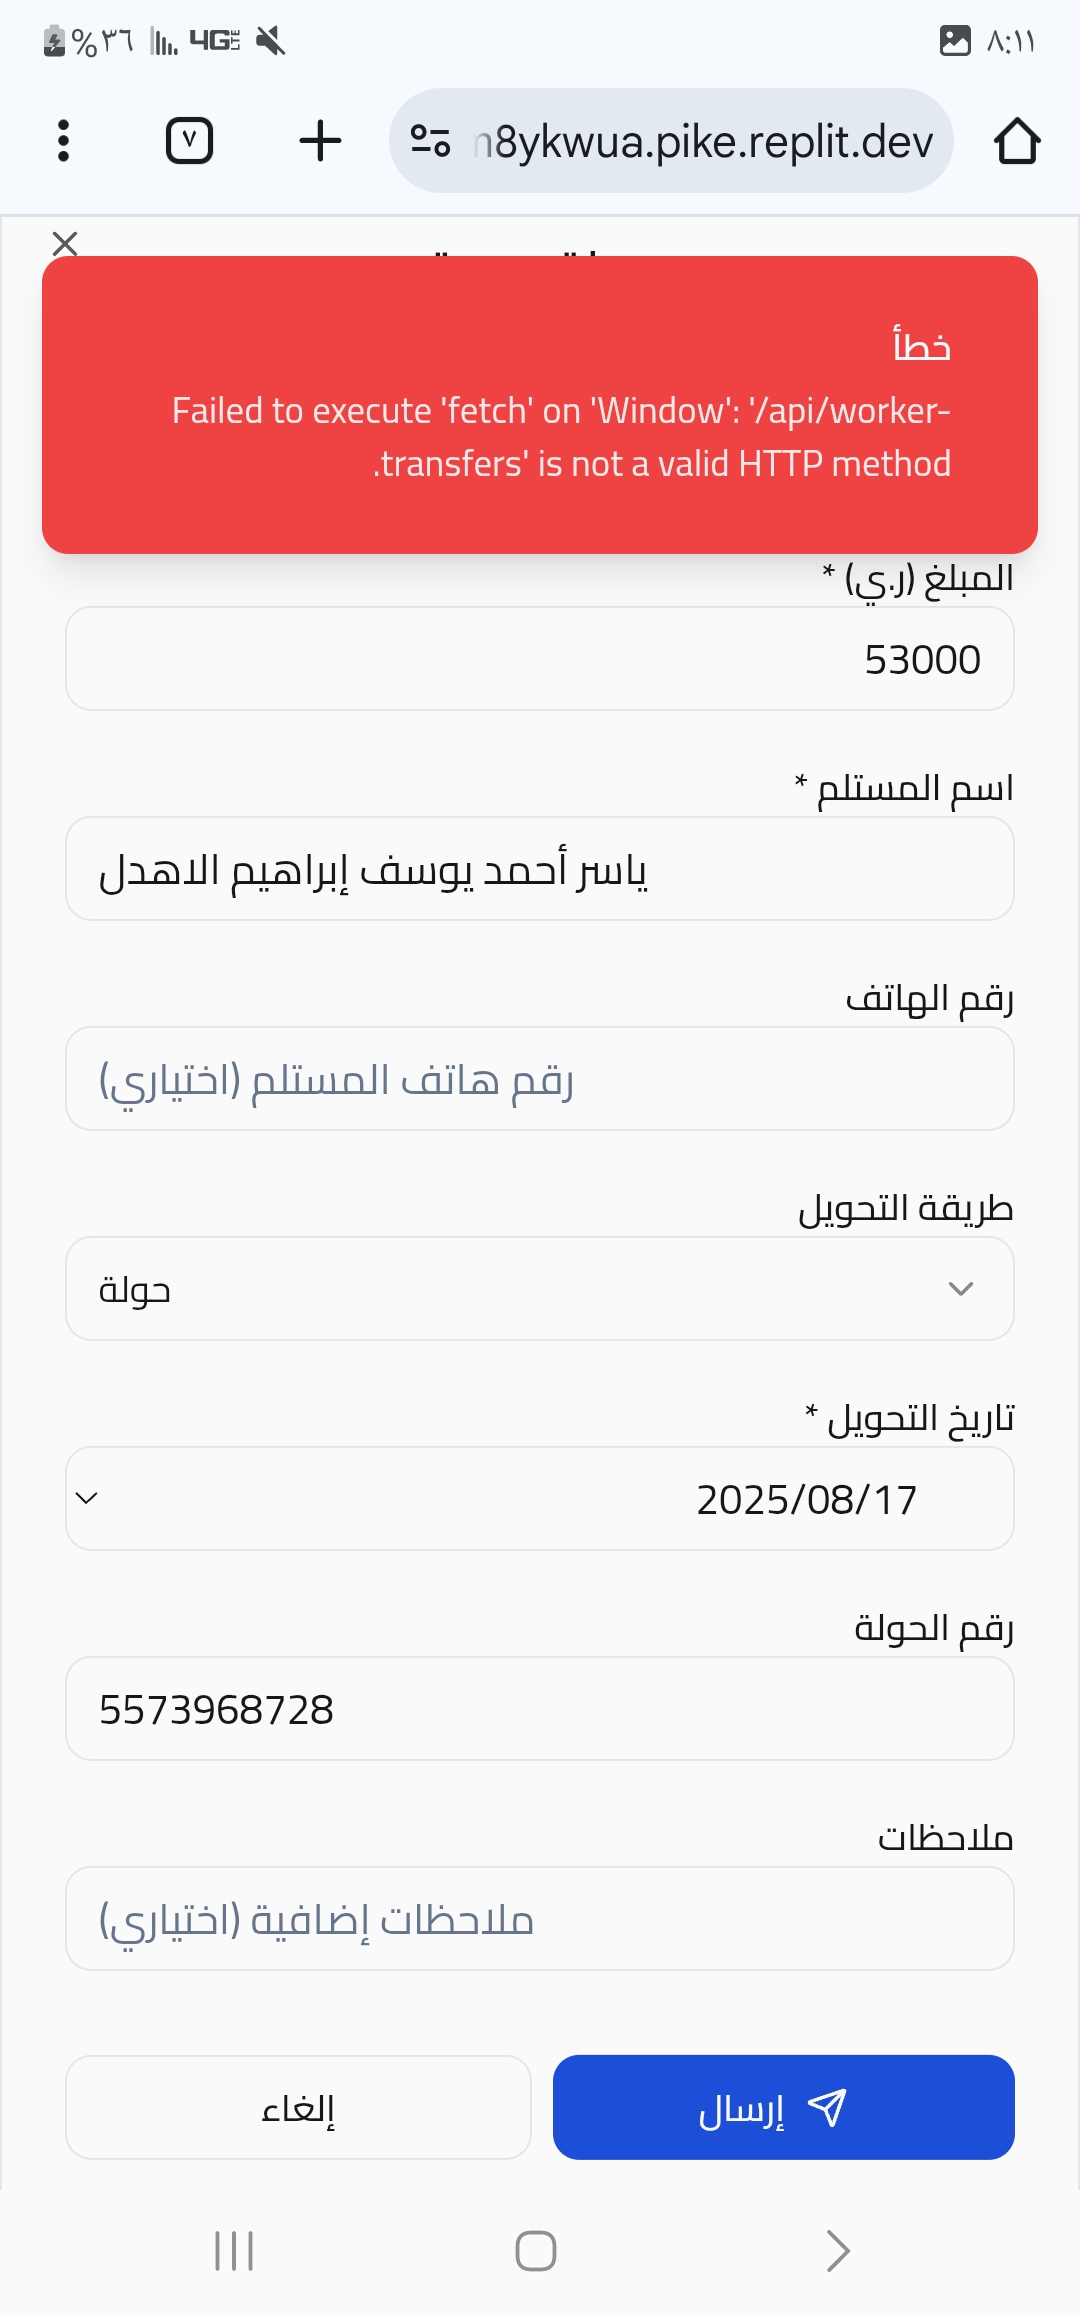 ٨:١١ 4G LTE ٣٦%
n8ykwua.pike.replit.dev
٧
خطأ
Failed to execute 'fetch' on 'Window': '/api/worker-
.transfers' is not a valid HTTP method
المبلغ (ر.ي) *
53000
اسم المستلم *
ياسر أحمد يوسف إبراهيم الاهدل
رقم الهاتف
رقم هاتف المستلم (اختياري)
طريقة التحويل
حولة
تاريخ التحويل *
2025/08/17
رقم الحولة
5573968728
ملاحظات
ملاحظات إضافية (اختياري)
إرسال
إلغاء